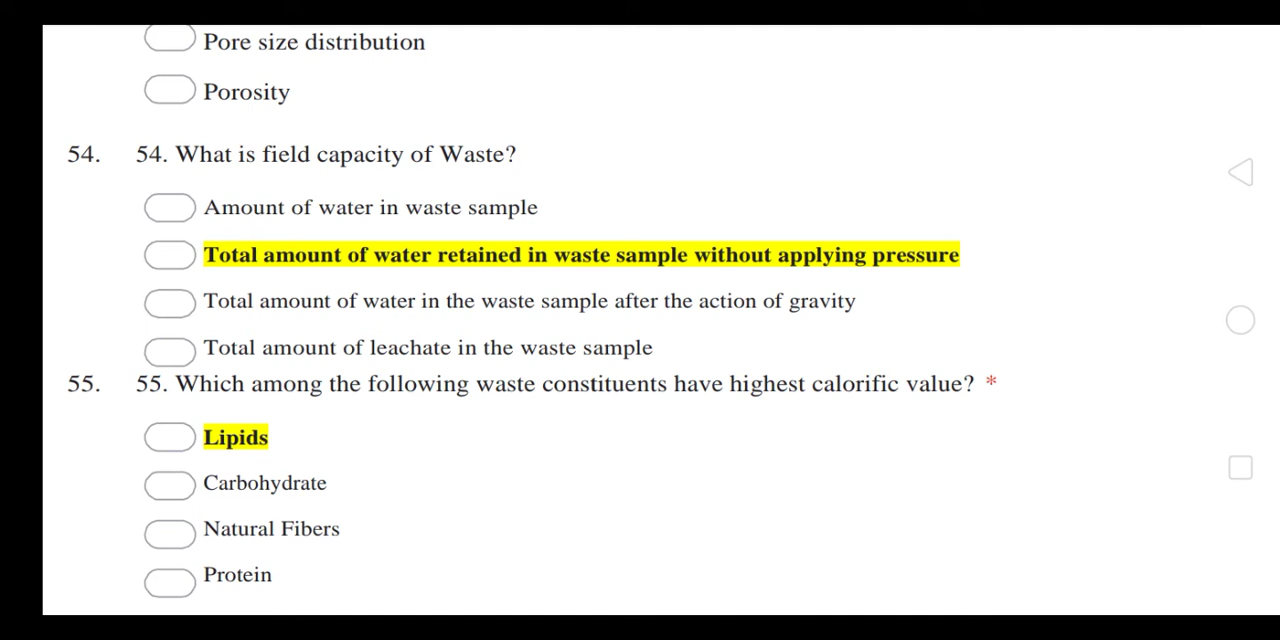 Pore size distribution
Porosity
54. 54. What is field capacity of Waste?
Amount of water in waste sample
Total amount of water retained in waste sample without applying pressure
Total amount of water in the waste sample after the action of gravity
Total amount of leachate in the waste sample
55. 55. Which among the following waste constituents have highest calorific value? *
Lipids
Carbohydrate
Natural Fibers
Protein